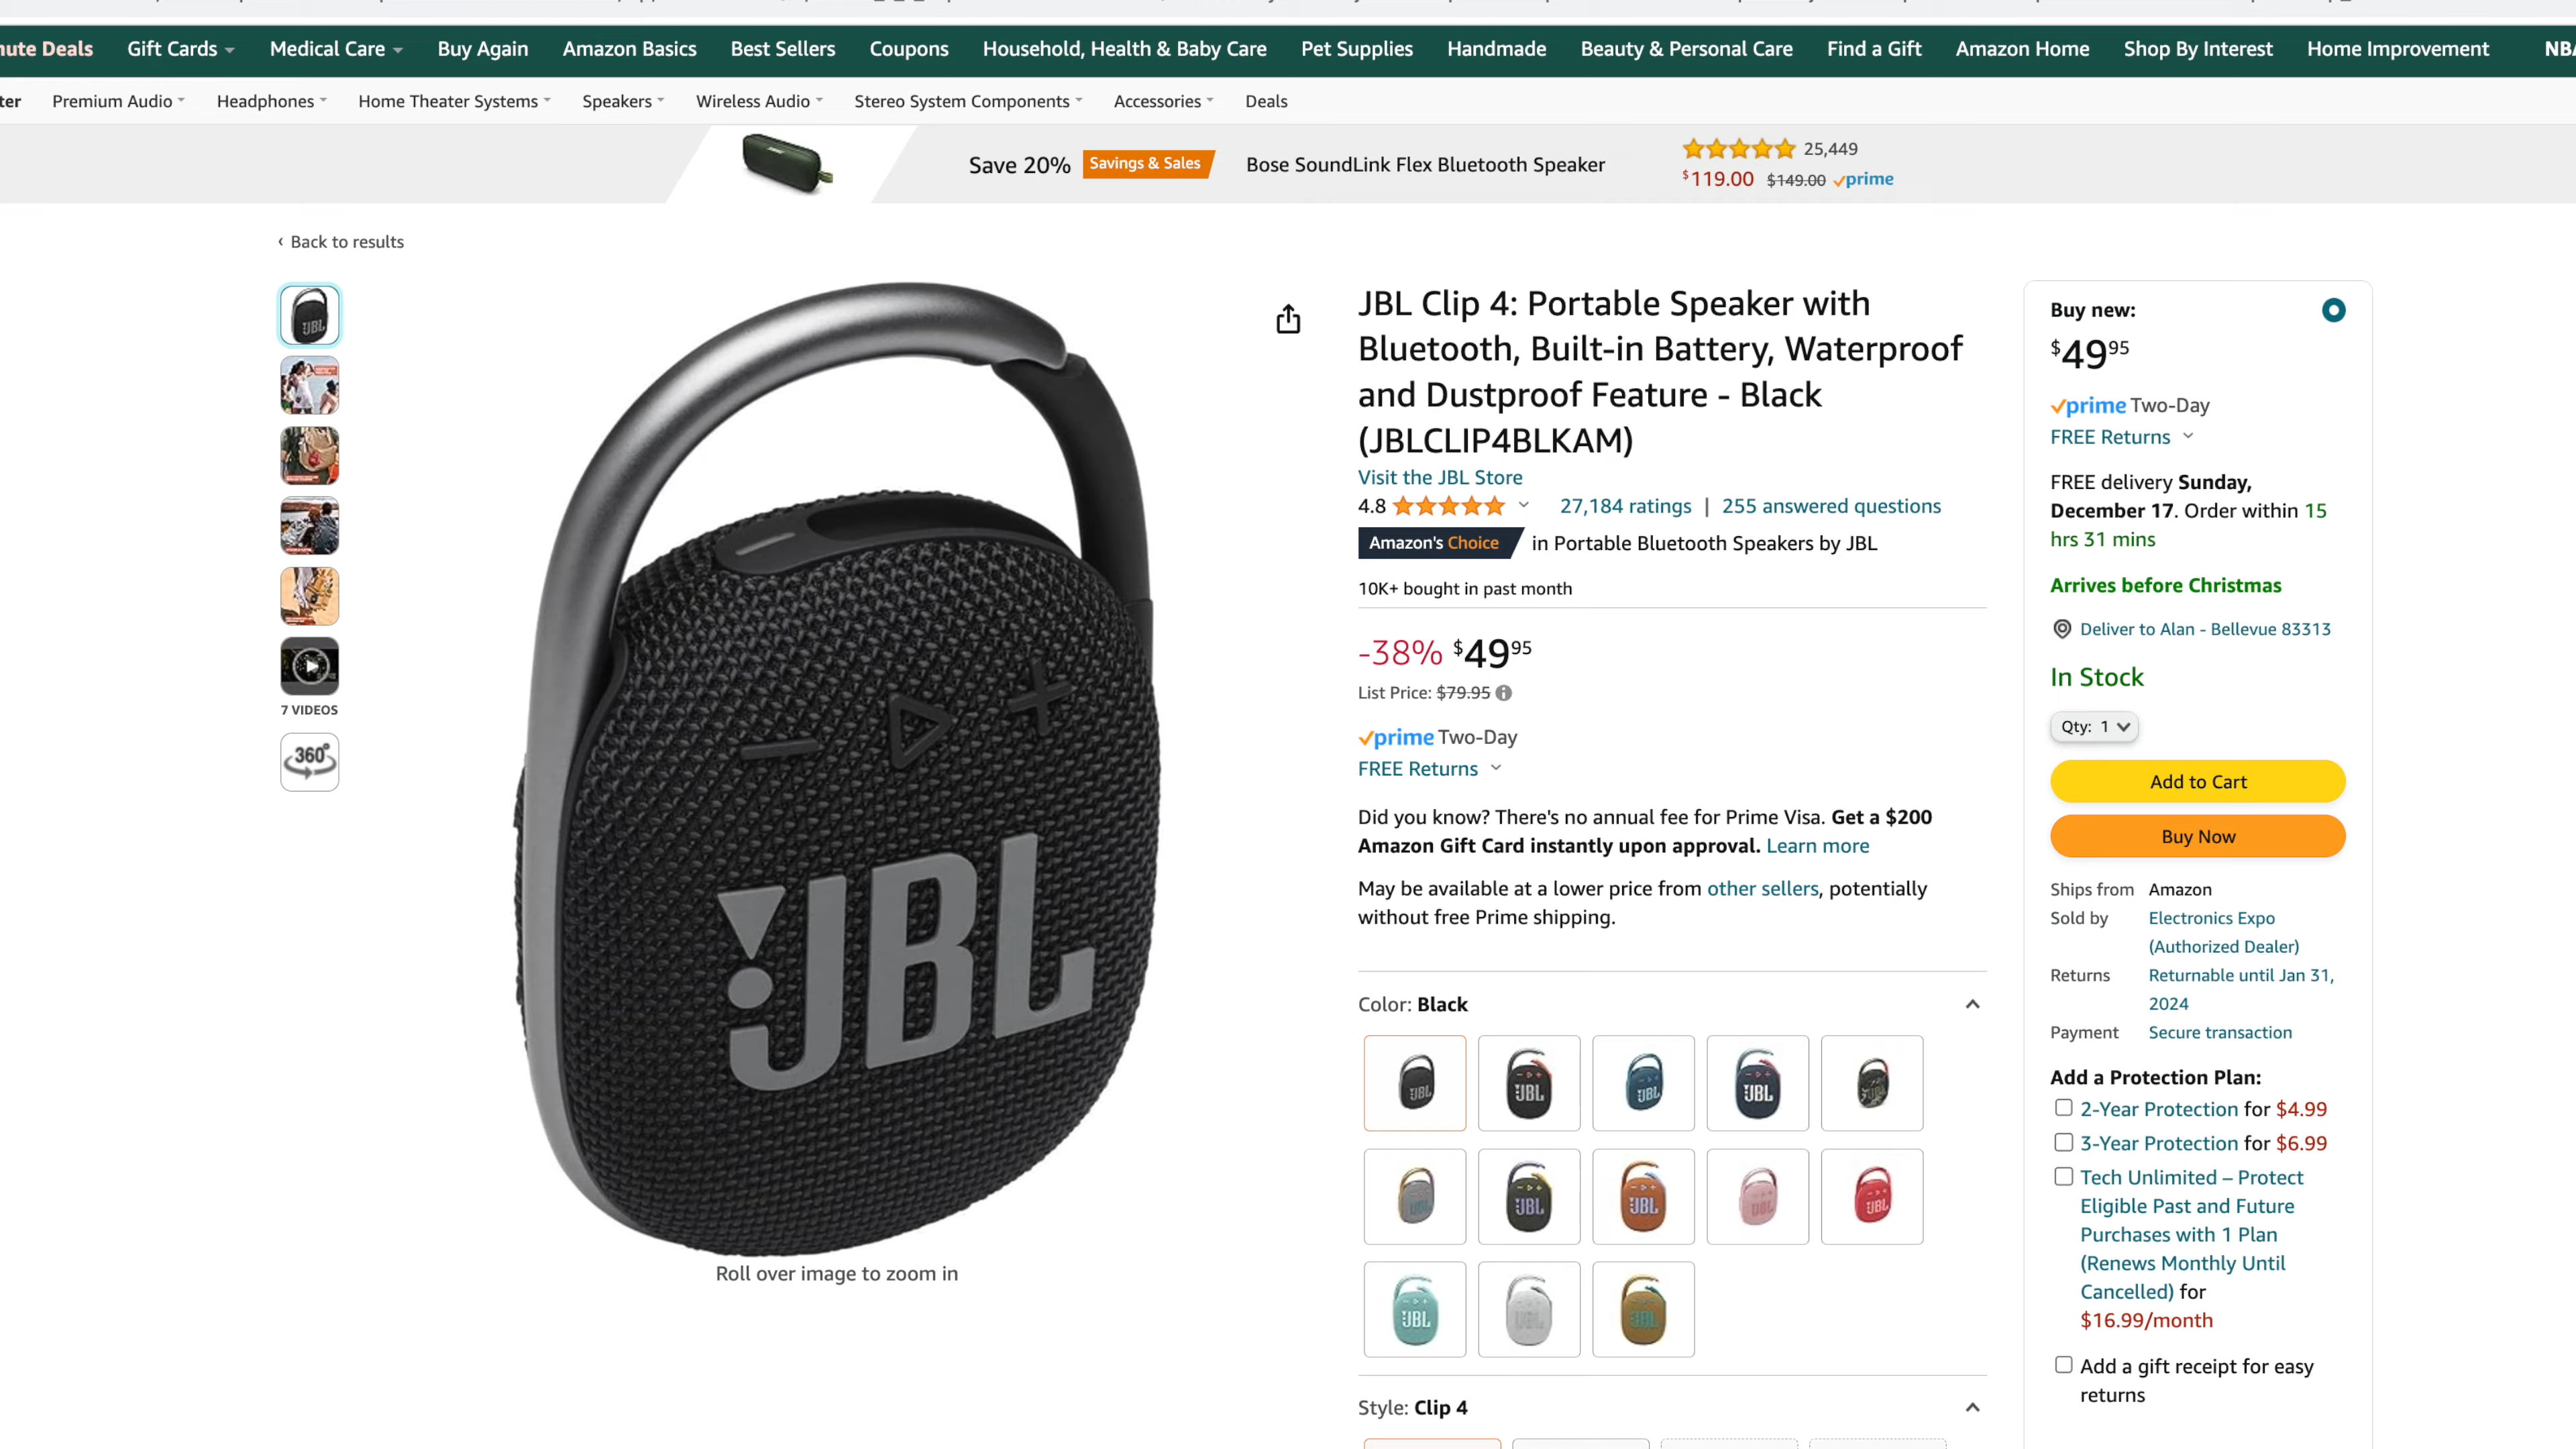 nute Deals
Gift Cards
Medical Care
Buy Again
Amazon Basics
Best Sellers
Coupons
Household, Health & Baby Care
Pet Supplies
Handmade
Beauty & Personal Care
Find a Gift
Amazon Home
Shop By Interest
Home Improvement
NBA
ter
Premium Audio
Headphones
Home Theater Systems
Speakers
Wireless Audio
Stereo System Components
Accessories
Deals
Save 20%
Savings & Sales
Bose SoundLink Flex Bluetooth Speaker
25,449
$119.00 $149.00 prime
‹ Back to results
7 VIDEOS
360°
JBL
Roll over image to zoom in
JBL Clip 4: Portable Speaker with
Bluetooth, Built-in Battery, Waterproof
and Dustproof Feature - Black
(JBLCLIP4BLKAM)
Visit the JBL Store
4.8 27,184 ratings | 255 answered questions
Amazon's Choice in Portable Bluetooth Speakers by JBL
10K+ bought in past month
-38% $49 95
List Price: $79.95
prime Two-Day
FREE Returns
Did you know? There's no annual fee for Prime Visa. Get a $200
Amazon Gift Card instantly upon approval. Learn more
May be available at a lower price from other sellers, potentially
without free Prime shipping.
Color: Black
Style: Clip 4
Buy new:
$49 95
prime Two-Day
FREE Returns
FREE delivery Sunday,
December 17. Order within 15
hrs 31 mins
Arrives before Christmas
Deliver to Alan - Bellevue 83313
In Stock
Qty: 1
Add to Cart
Buy Now
Ships from Amazon
Sold by Electronics Expo
(Authorized Dealer)
Returns Returnable until Jan 31,
2024
Payment Secure transaction
Add a Protection Plan:
2-Year Protection for $4.99
3-Year Protection for $6.99
Tech Unlimited – Protect
Eligible Past and Future
Purchases with 1 Plan
(Renews Monthly Until
Cancelled) for
$16.99/month
Add a gift receipt for easy
returns